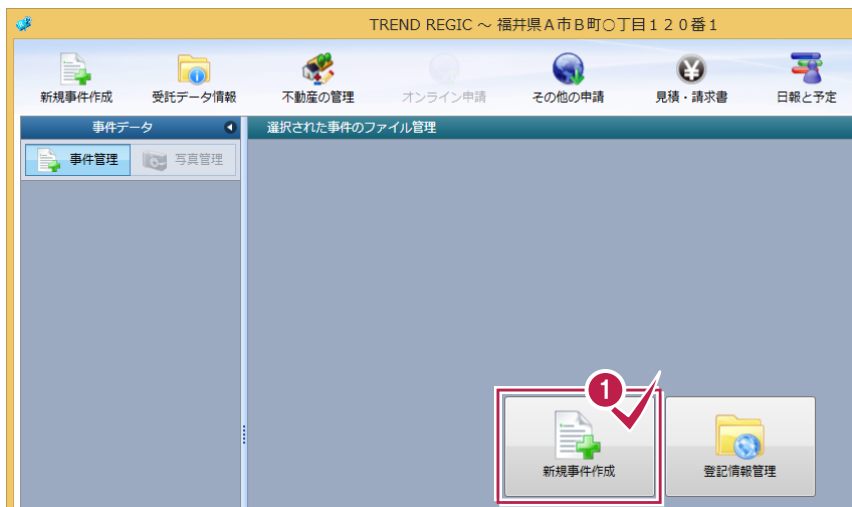 TREND REGIC ～ 福井県A市B町○丁目120番1
新規事件作成 受託データ情報 不動産の管理 オンライン申請 その他の申請 見積・請求書 日報と予定
事件データ 選択された事件のファイル管理
事件管理 写真管理
1
新規事件作成 登記情報管理